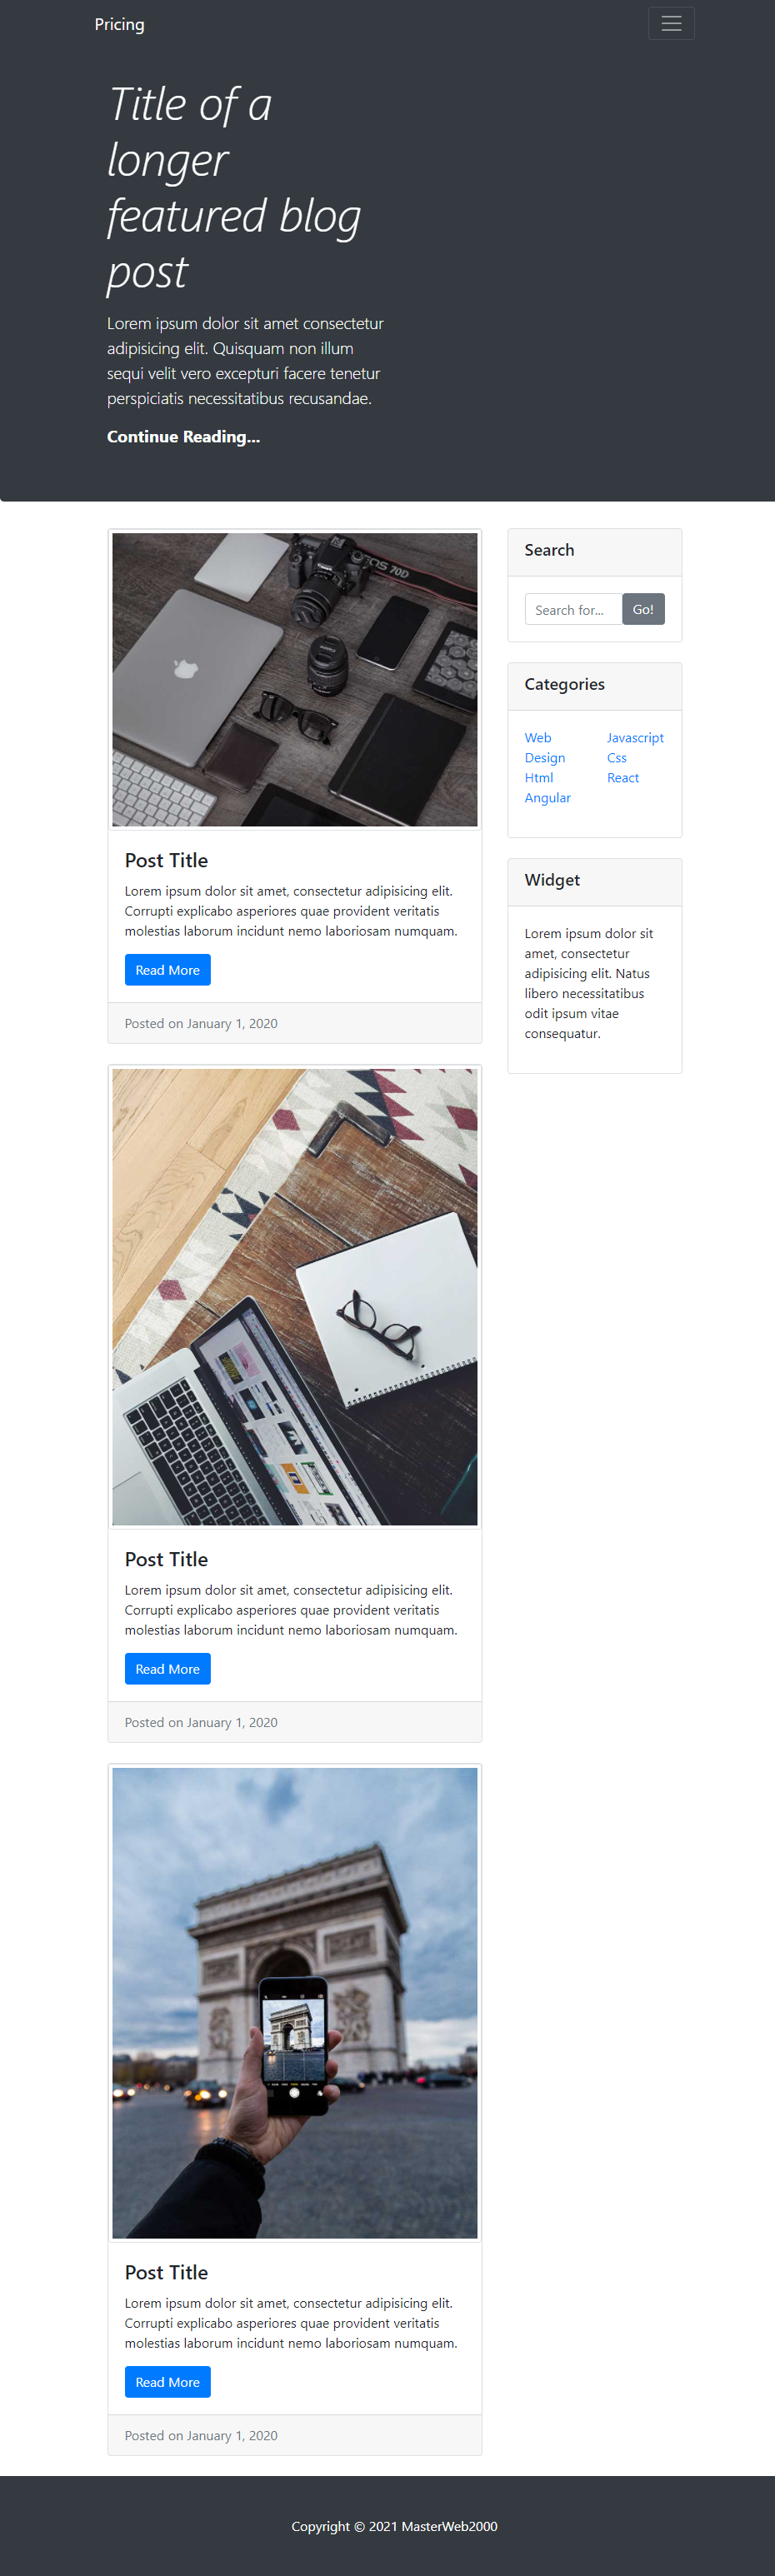 Pricing
Title of a
longer
featured blog
post
Lorem ipsum dolor sit amet consectetur
adipisicing elit. Quisquam non illum
sequi velit vero excepturi facere tenetur
perspiciatis necessitatibus recusandae.
Continue Reading...
EOS 70D
Post Title
Lorem ipsum dolor sit amet, consectetur adipisicing elit.
Corrupti explicabo asperiores quae provident veritatis
molestias laborum incidunt nemo laboriosam numquam.
Read More
Posted on January 1, 2020
Post Title
Lorem ipsum dolor sit amet, consectetur adipisicing elit.
Corrupti explicabo asperiores quae provident veritatis
molestias laborum incidunt nemo laboriosam numquam.
Read More
Posted on January 1, 2020
Post Title
Lorem ipsum dolor sit amet, consectetur adipisicing elit.
Corrupti explicabo asperiores quae provident veritatis
molestias laborum incidunt nemo laboriosam numquam.
Read More
Posted on January 1, 2020
Search
Search for...
Go!
Categories
Web
Design
Html
Angular
Javascript
Css
React
Widget
Lorem ipsum dolor sit
amet, consectetur
adipisicing elit. Natus
libero necessitatibus
odit ipsum vitae
consequatur.
Copyright © 2021 MasterWeb2000